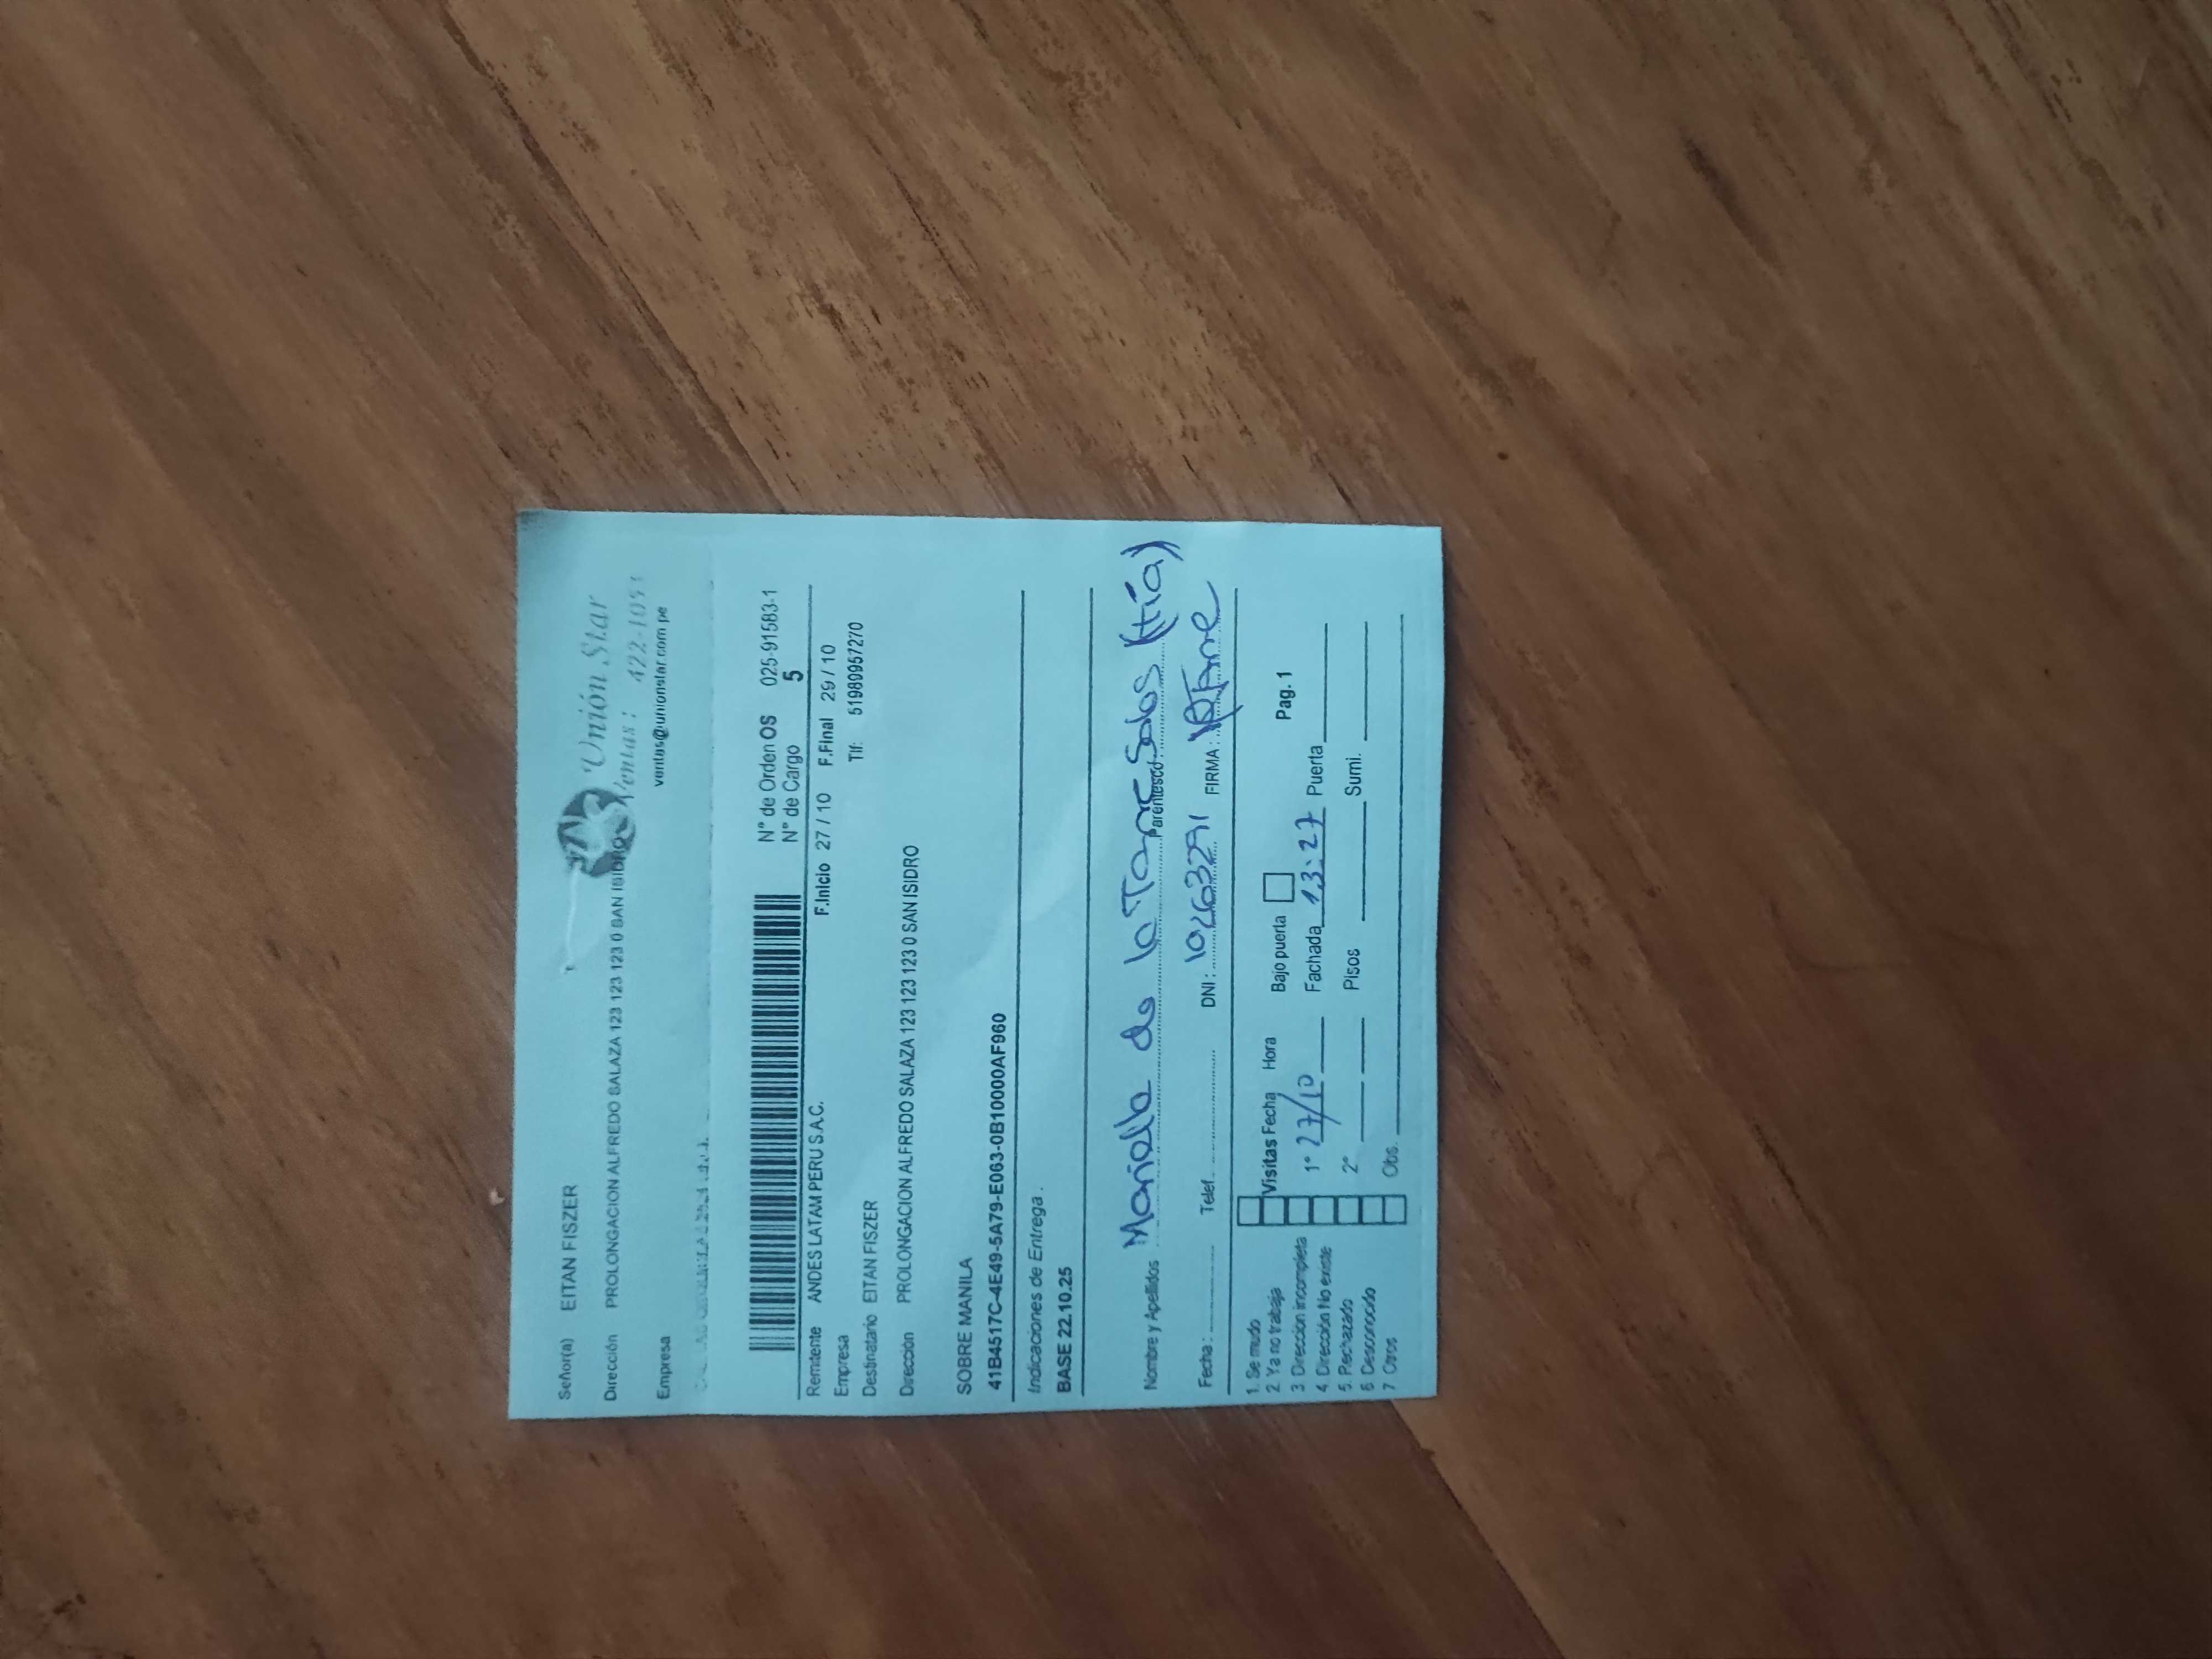 Unión Star
Señor(a) EITAN FISZER
Ventas: 422-105
Dirección PROLONGACION ALFREDO SALAZA 123 123 123 0 SAN ISIDRO
Empresa ventas@unionstar.com.pe
N° de Orden OS 025-91583-1
N° de Cargo 5
Remitente ANDES LATAM PERU S.A.C. F.Inicio 27 / 10 F.Final 29 / 10
Empresa Tlf: 51989957270
Destinatario EITAN FISZER
Dirección PROLONGACION ALFREDO SALAZA 123 123 123 0 SAN ISIDRO
SOBRE MANILA
41B4517C-4E49-5A79-E063-0B10000AF960
Indicaciones de Entrega .
BASE 22.10.25
Nombre y Apellidos Mariella de la Torre Salas (tía) Parentesco:
Fecha: Telef. DNI: 10263291 FIRMA:
1. Se mudo
2 Ya no trabaja Visitas Fecha Hora Bajo puerta Pag. 1
3 Direccion incompleta 1° 27/10 Fachada 13:27 Puerta
4 Dirección No existe
5. Rechazado 2° Pisos Sumi.
6 Desconocido
7 Otros Obs.